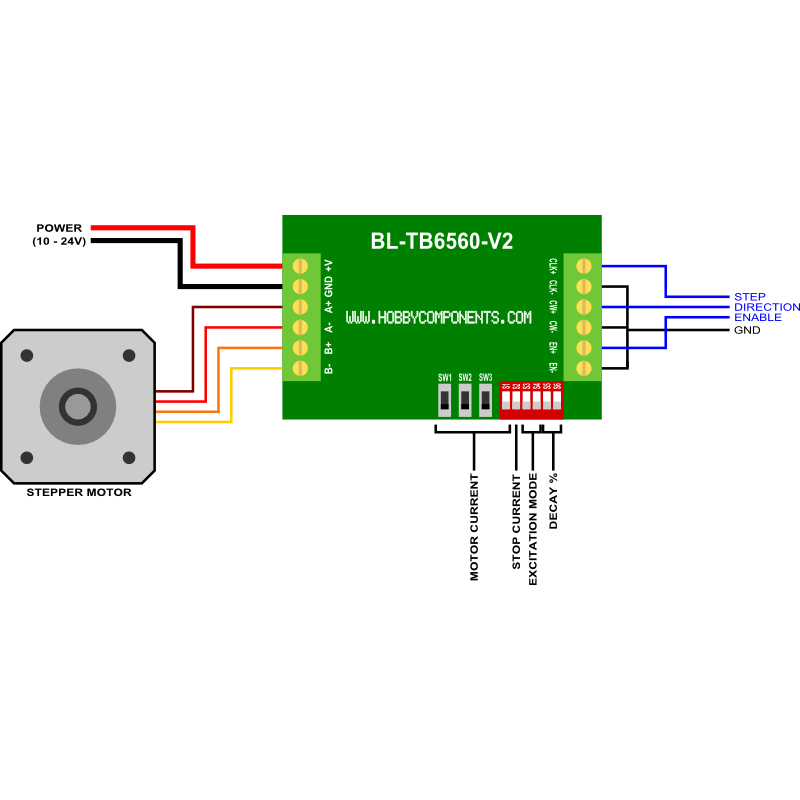 POWER
(10 - 24V)
BL-TB6560-V2
+V
GND
A+
A-
B+
B-
WWW.HOBBYCOMPONENTS.COM
CLK+
CLK-
CW+
CW-
EN+
EN-
STEP
DIRECTION
ENABLE
GND
SW1 SW2 SW3
S1 S2 S3 S4 S5 S6
STEPPER MOTOR
MOTOR CURRENT
STOP CURRENT
EXCITATION MODE
DECAY %